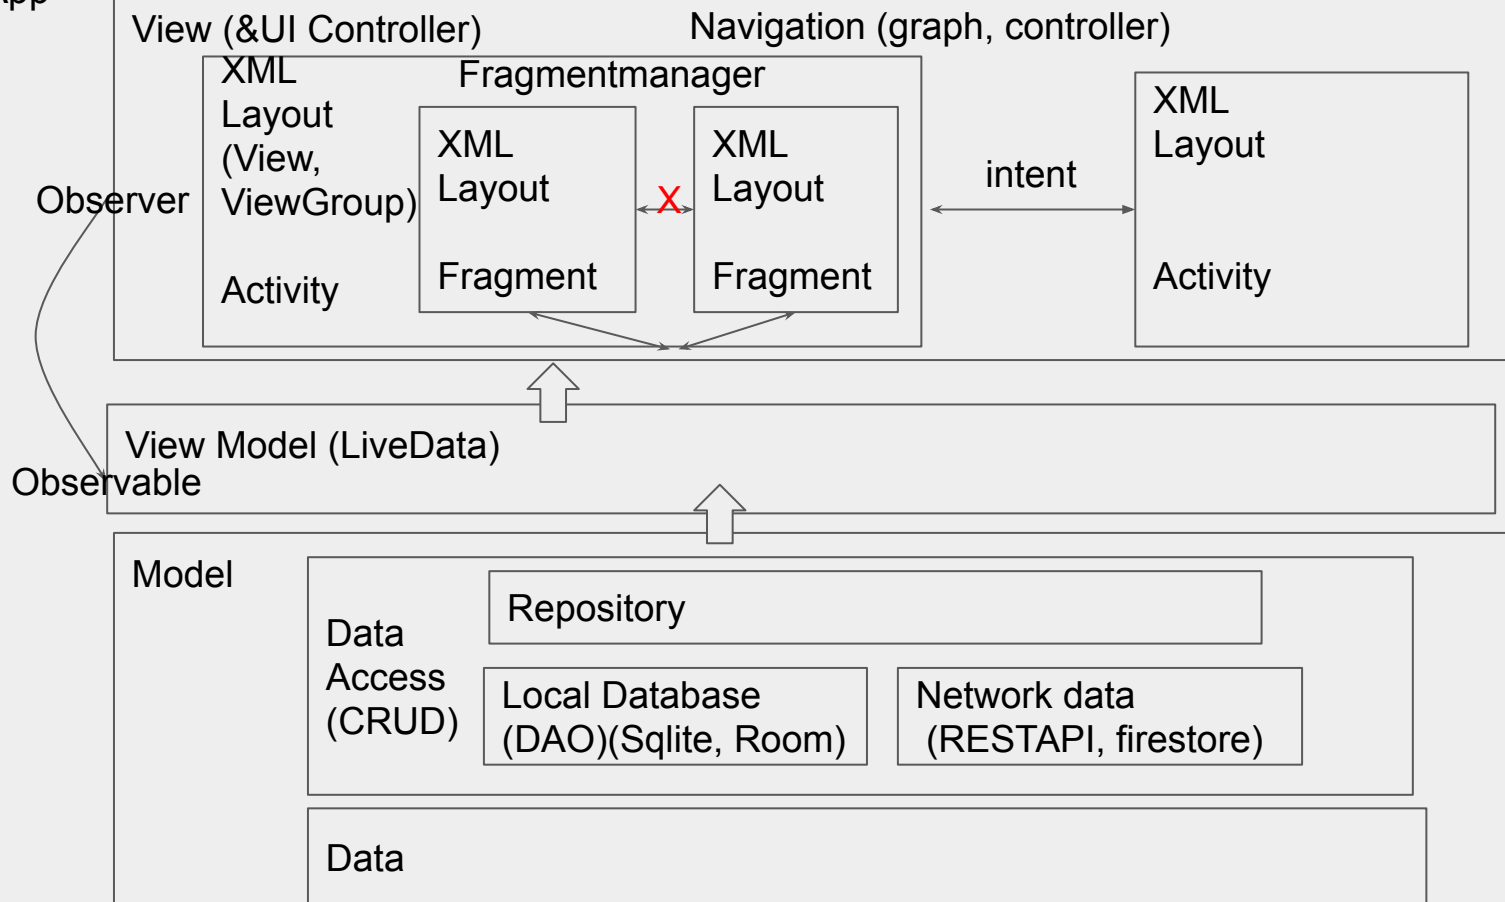 View (&UI Controller)
Navigation (graph, controller)
XML
Layout
(View,
ViewGroup)
Activity
Fragmentmanager
XML
Layout
Fragment
X
XML
Layout
Fragment
intent
XML
Layout
Activity
Observer
View Model (LiveData)
Observable
Model
Data
Access
(CRUD)
Repository
Local Database
(DAO)(Sqlite, Room)
Network data
(RESTAPI, firestore)
Data